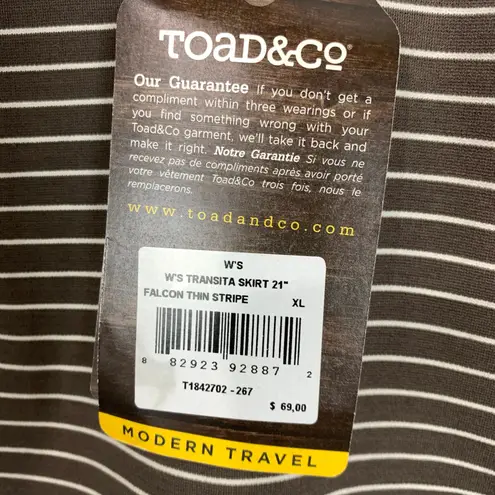 TOAD&CO®
Our Guarantee If you don't get a
compliment within three wearings or if
you find something wrong with your
Toad&Co garment, we'll take it back and
make it right. Notre Garantie Si vous ne
recevez pas de compliments après avoir porté
votre vêtement Toad&Co trois fois, nous le
remplacerons.
www.toadandco.com
W'S
W'S TRANSITA SKIRT 21"
FALCON THIN STRIPE XL
8 82923 92887 2
T1842702 - 267
$ 69,00
MODERN TRAVEL